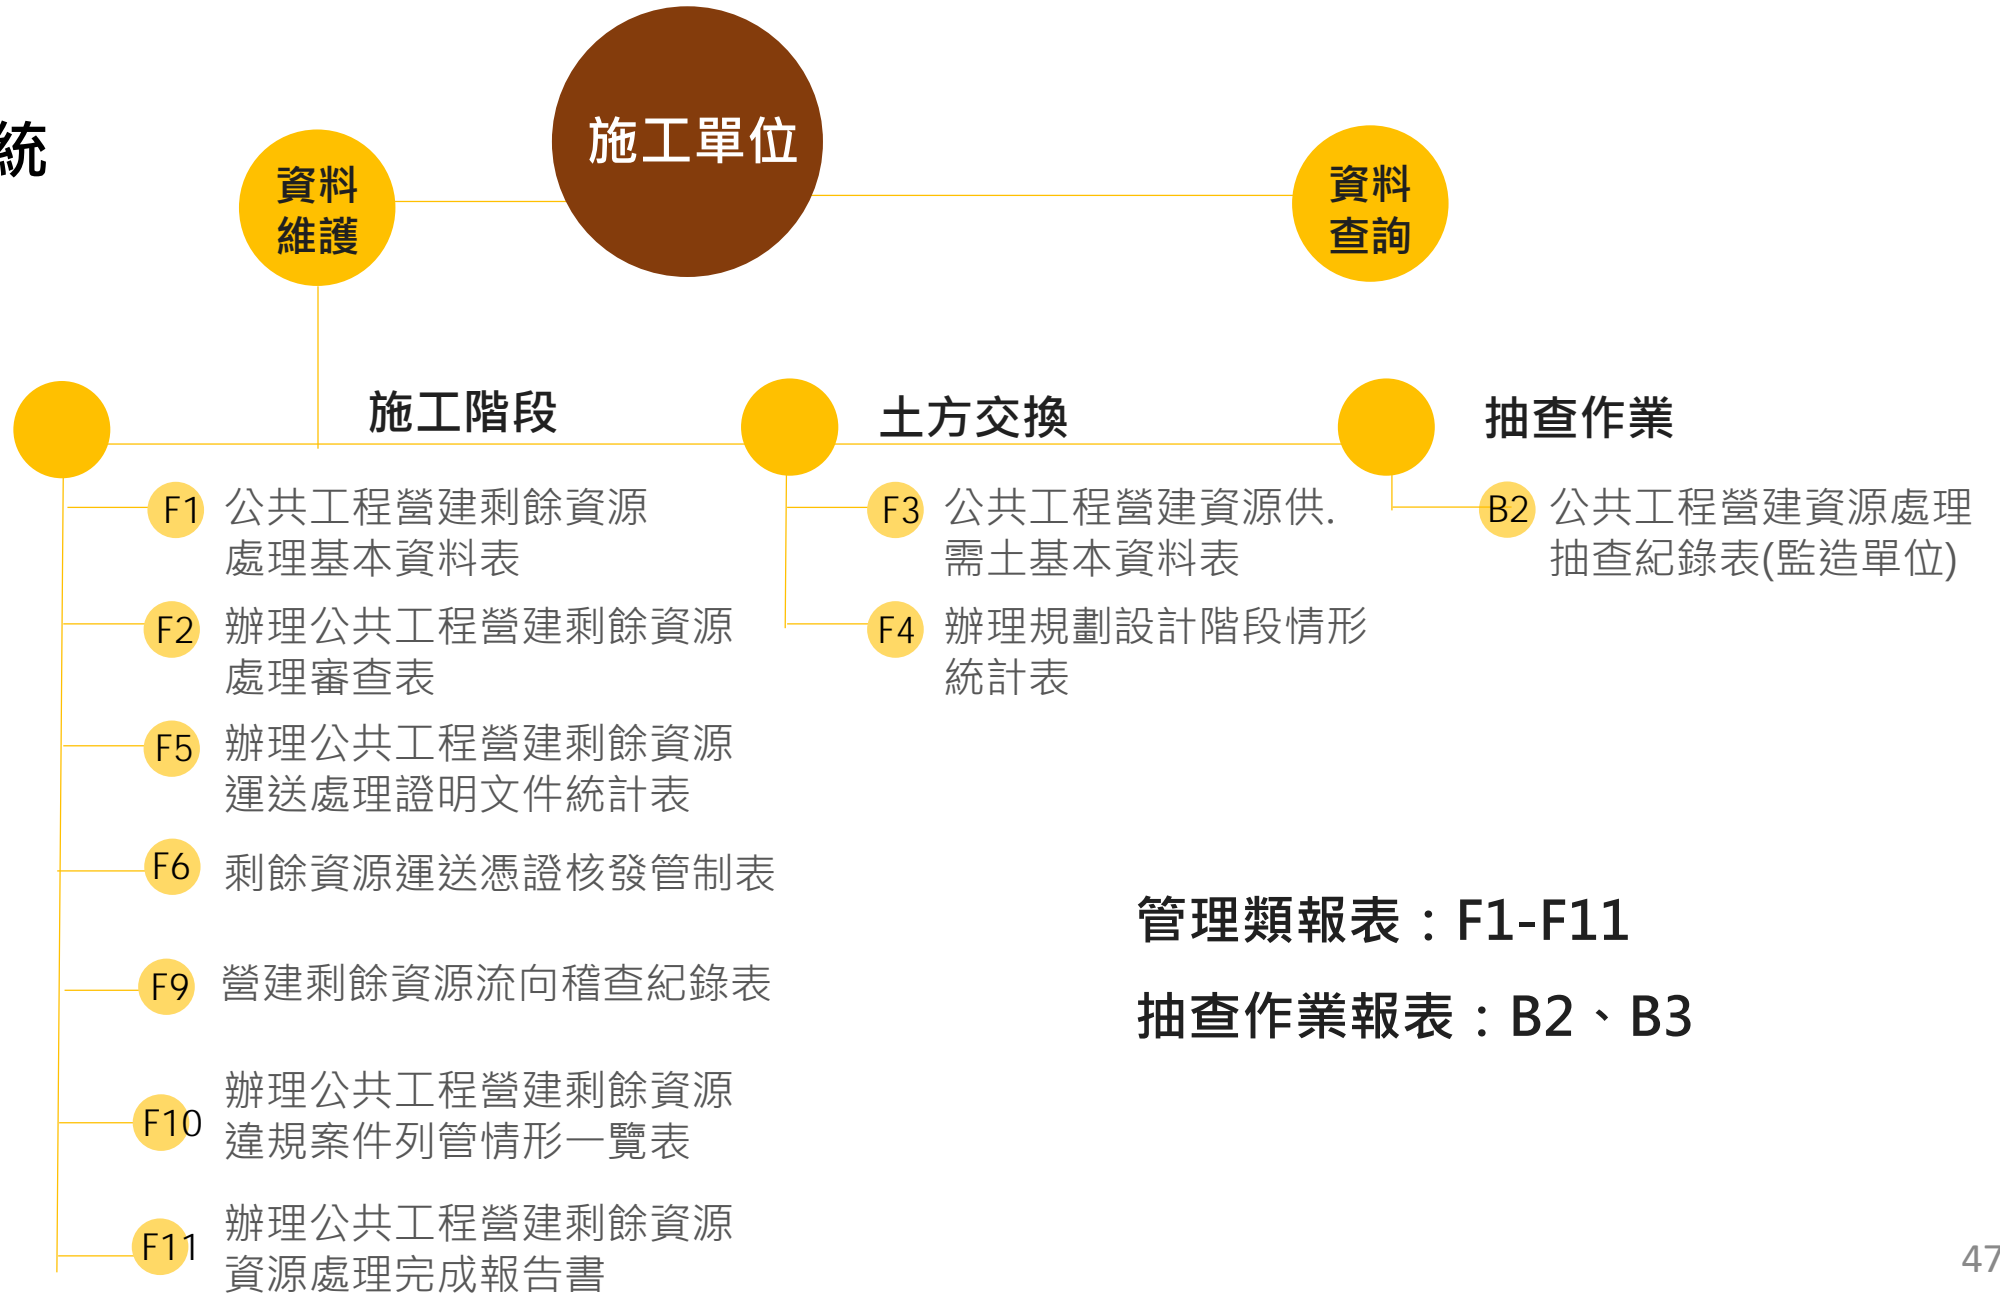 統
施工單位
資料
維護
資料
查詢
施工階段
F1 公共工程營建剩餘資源
處理基本資料表
F2 辦理公共工程營建剩餘資源
處理審查表
F5 辦理公共工程營建剩餘資源
運送處理證明文件統計表
F6 剩餘資源運送憑證核發管制表
F9 營建剩餘資源流向稽查紀錄表
F10 辦理公共工程營建剩餘資源
違規案件列管情形一覽表
F11 辦理公共工程營建剩餘資源
資源處理完成報告書
土方交換
F3 公共工程營建資源供.
需土基本資料表
F4 辦理規劃設計階段情形
統計表
抽查作業
B2 公共工程營建資源處理
抽查紀錄表(監造單位)
管理類報表：F1-F11
抽查作業報表：B2、B3
47